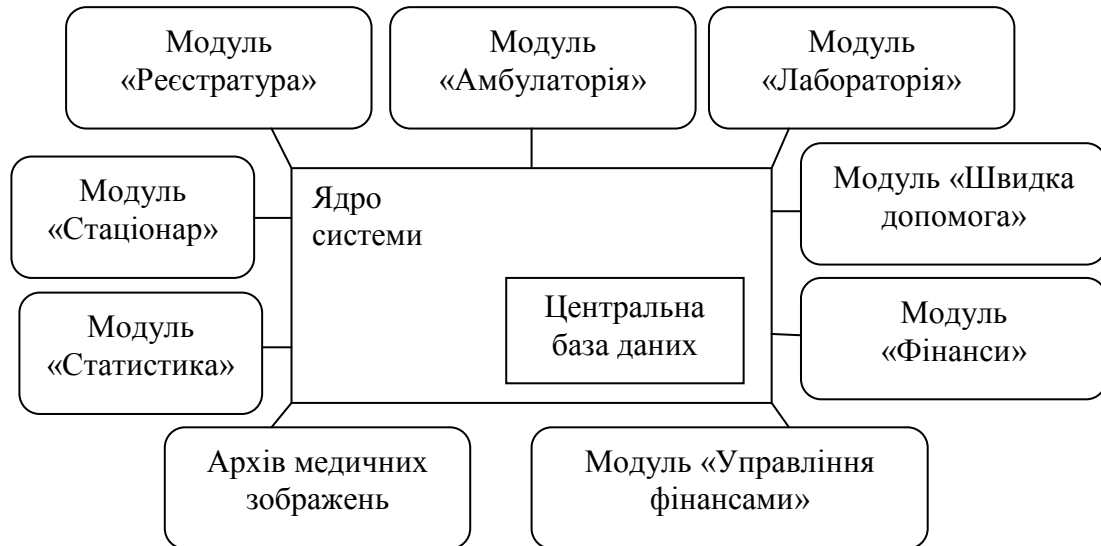 Модуль
«Реєстратура»
Модуль
«Амбулаторія»
Модуль
«Лабораторія»
Модуль
«Стаціонар»
Ядро
системи
Модуль «Швидка
допомога»
Модуль
«Статистика»
Центральна
база даних
Модуль
«Фінанси»
Архів медичних
зображень
Модуль «Управління
фінансами»